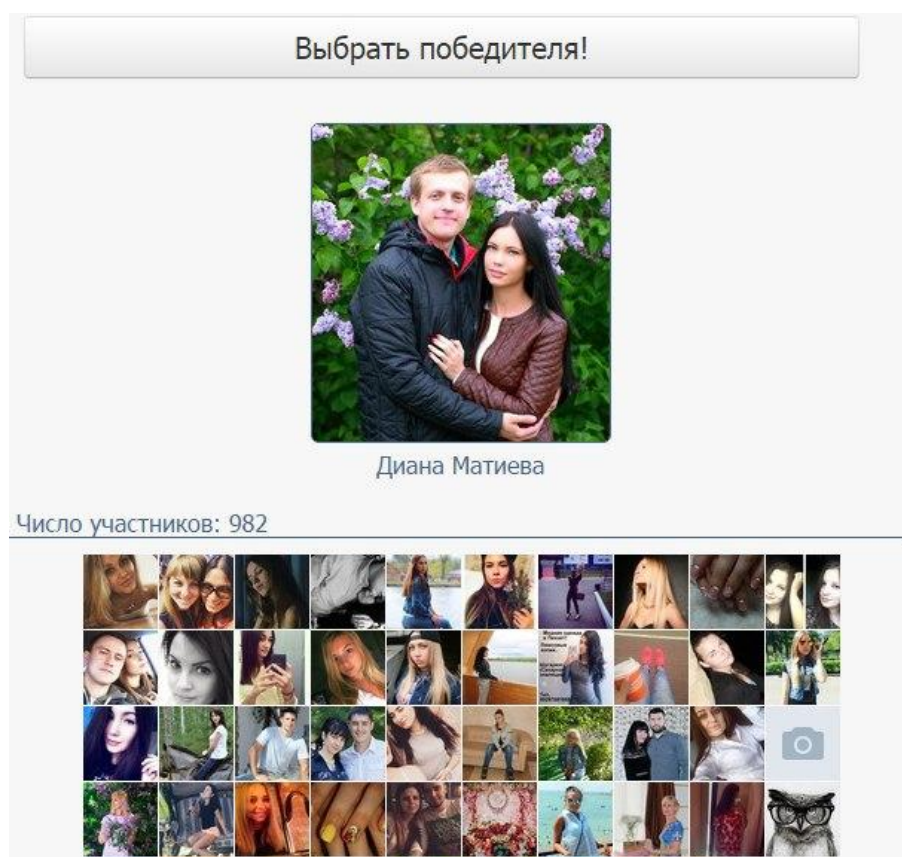 Выбрать победителя!
Диана Матиева
Число участников: 982